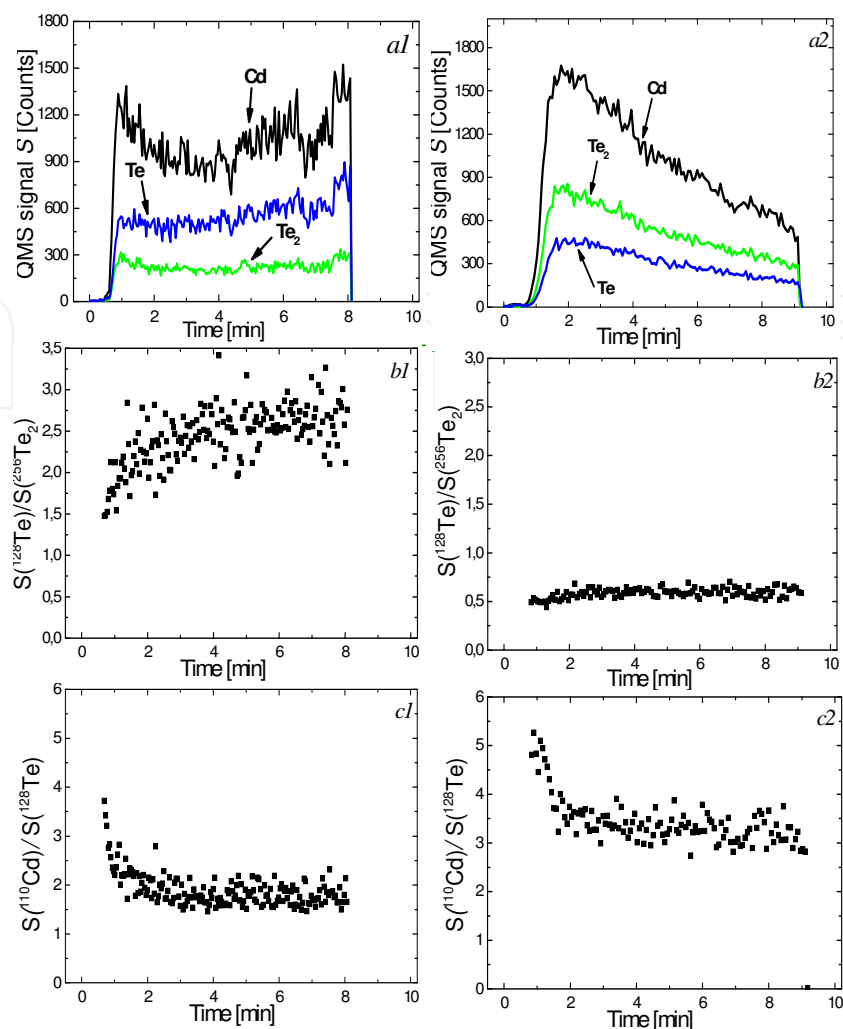 a1
QMS signal S [Counts]
1800
1500
1200
900
600
300
0
Cd
Te
Te2
0 2 4 6 8 10
Time [min]
a2
QMS signal S [Counts]
1800
1500
1200
900
600
300
0
Cd
Te2
Te
0 2 4 6 8 10
Time [min]
b1
S(128Te)/S(256Te2)
3,5
3,0
2,5
2,0
1,5
1,0
0,5
0,0
0 2 4 6 8 10
Time [min]
b2
S(128Te)/S(256Te2)
3,0
2,5
2,0
1,5
1,0
0,5
0,0
0 2 4 6 8 10
Time [min]
c1
S(110Cd)/S(128Te)
6
5
4
3
2
1
0
0 2 4 6 8 10
Time [min]
c2
S(110Cd)/S(128Te)
6
5
4
3
2
1
0
0 2 4 6 8 10
Time [min]